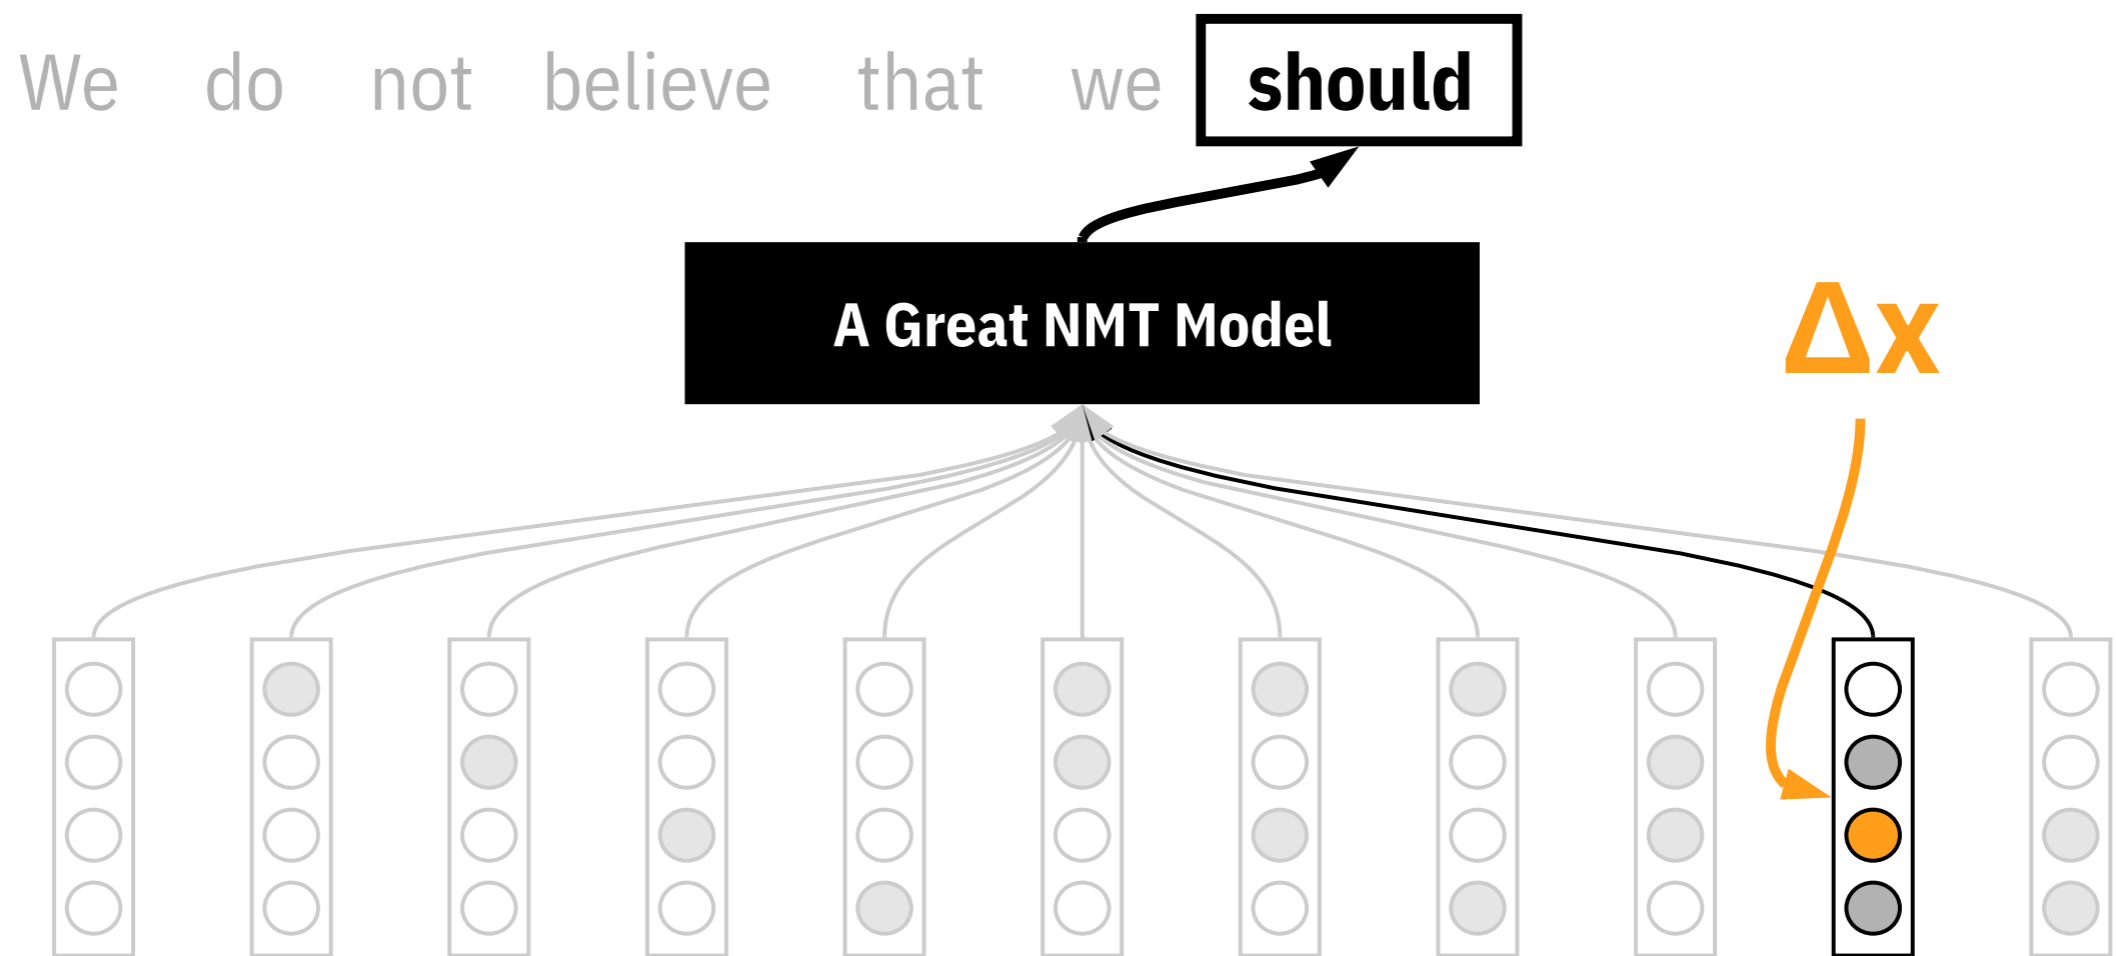 We do not believe that we should
A Great NMT Model
Δx